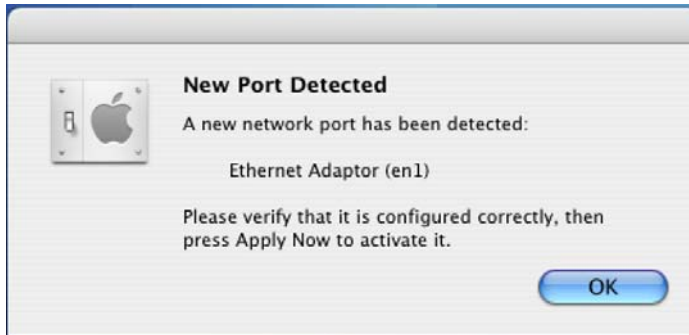 New Port Detected
A new network port has been detected:
Ethernet Adaptor (en1)
Please verify that it is configured correctly, then
press Apply Now to activate it.
OK